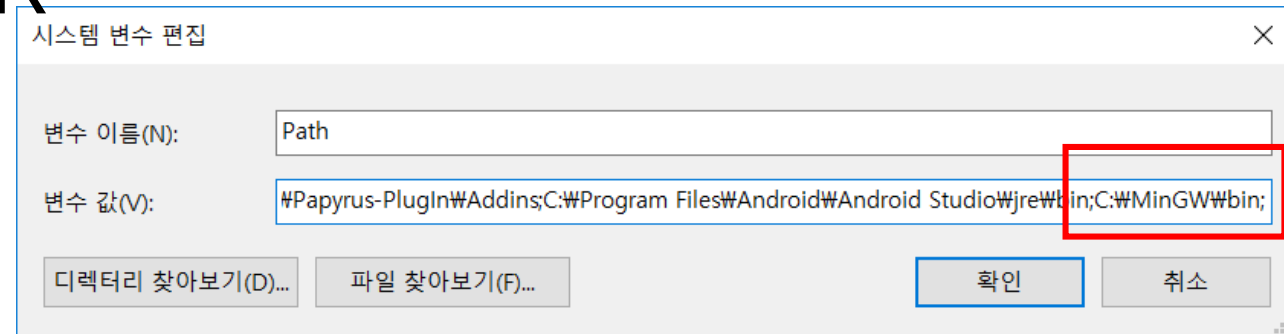 시스템 변수 편집
변수 이름(N): Path
변수 값(V): ₩Papyrus-PlugIn₩Addins;C:₩Program Files₩Android₩Android Studio₩jre₩bin;C:₩MinGW₩bin;
디렉터리 찾아보기(D)... 파일 찾아보기(F)... 확인 취소